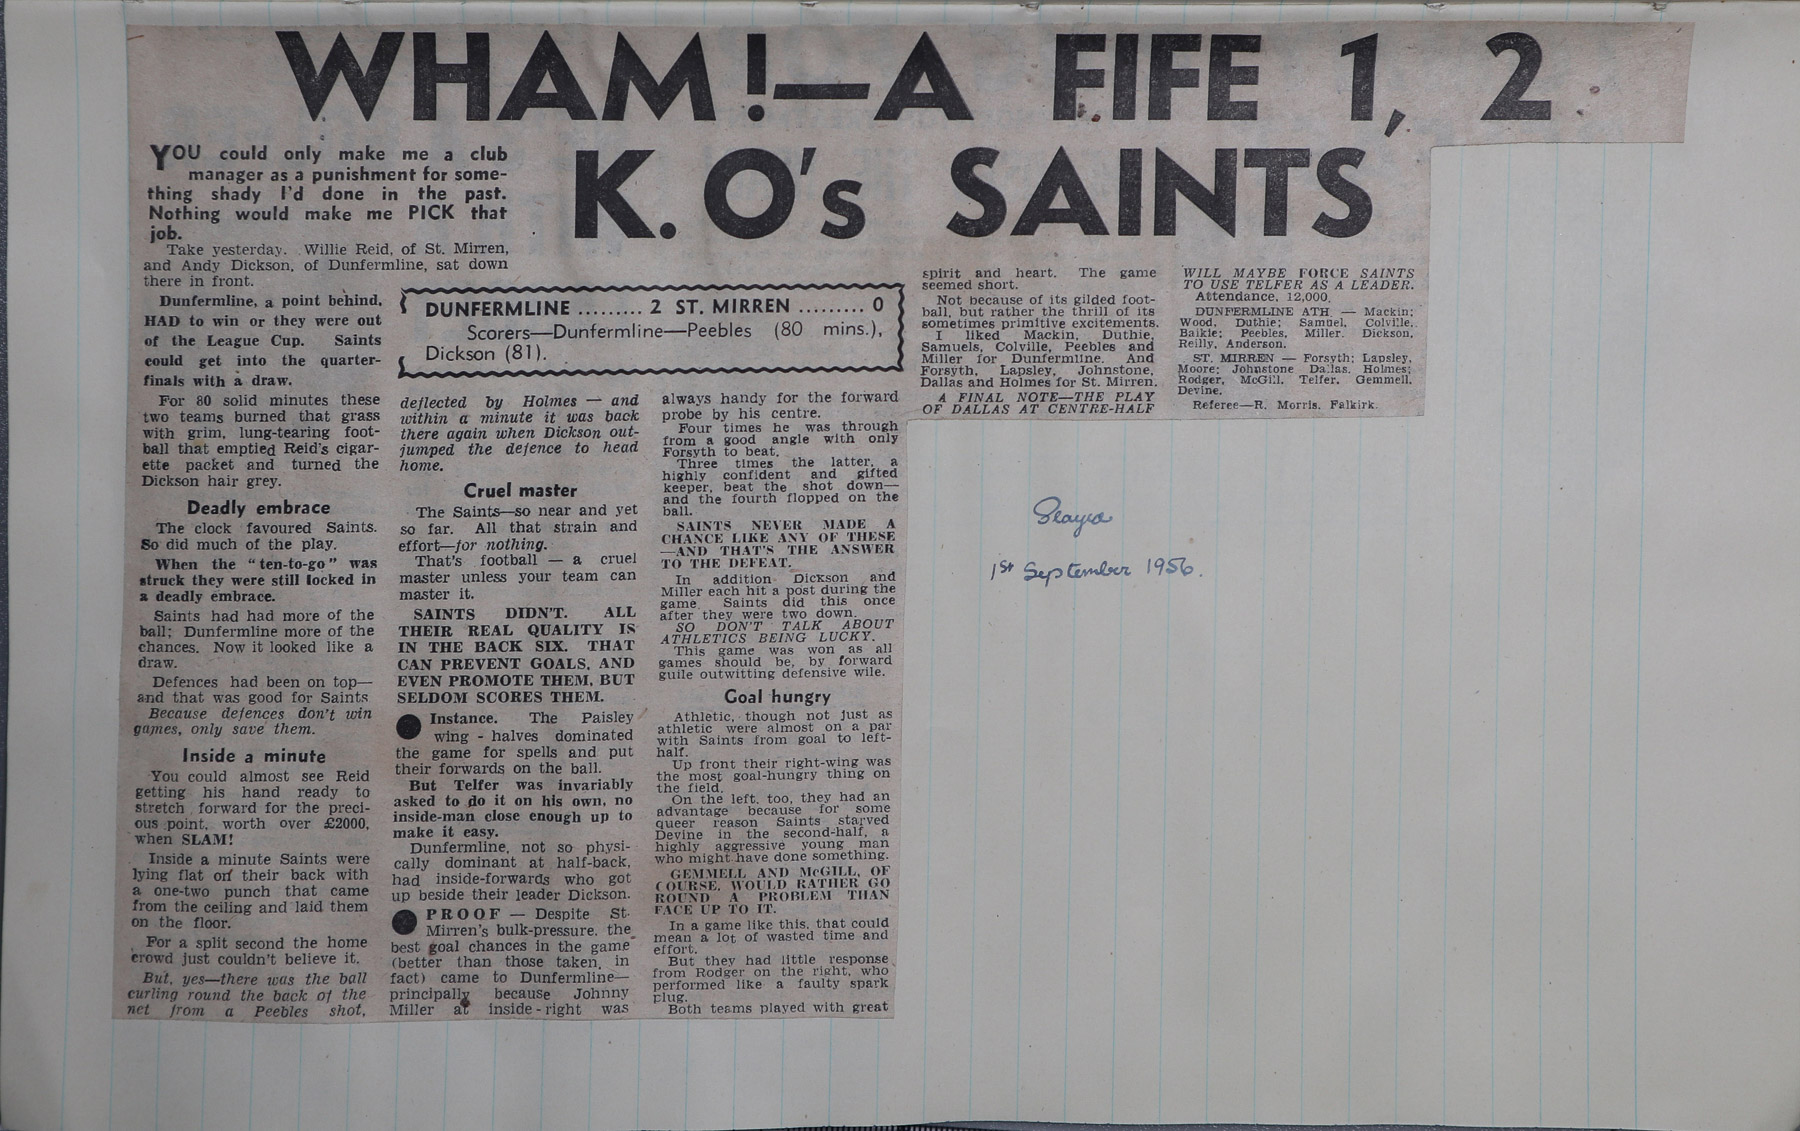 WHAM!—A FIFE 1, 2
K.O's SAINTS
YOU could only make me a club
manager as a punishment for some-
thing shady I'd done in the past.
Nothing would make me PICK that
job.
Take yesterday. Willie Reid, of St. Mirren,
and Andy Dickson, of Dunfermline, sat down
there in front.
Dunfermline, a point behind,
HAD to win or they were out
of the League Cup. Saints
could get into the quarter-
finals with a draw.
For 80 solid minutes these
two teams burned that grass
with grim, lung-tearing foot-
ball that emptied Reid's cigar-
ette packet and turned the
Dickson hair grey.
Deadly embrace
The clock favoured Saints.
So did much of the play.
When the "ten-to-go" was
struck they were still locked in
a deadly embrace.
Saints had had more of the
ball; Dunfermline more of the
chances. Now it looked like a
draw.
Defences had been on top—
and that was good for Saints
Because defences don't win
games, only save them.
Inside a minute
You could almost see Reid
getting his hand ready to
stretch forward for the preci-
ous point, worth over £2000,
when SLAM!
Inside a minute Saints were
lying flat on their back with
a one-two punch that came
from the ceiling and laid them
on the floor.
For a split second the home
crowd just couldn't believe it.
But, yes—there was the ball
curling round the back of the
net from a Peebles shot,
DUNFERMLINE ......... 2 ST. MIRREN ......... 0
Scorers—Dunfermline—Peebles (80 mins.),
Dickson (81).
deflected by Holmes — and
within a minute it was back
there again when Dickson out-
jumped the defence to head
home.
Cruel master
The Saints—so near and yet
so far. All that strain and
effort—for nothing.
That's football — a cruel
master unless your team can
master it.
SAINTS DIDN'T. ALL
THEIR REAL QUALITY IS
IN THE BACK SIX. THAT
CAN PREVENT GOALS, AND
EVEN PROMOTE THEM, BUT
SELDOM SCORES THEM.
● Instance. The Paisley
wing - halves dominated
the game for spells and put
their forwards on the ball.
But Telfer was invariably
asked to do it on his own, no
inside-man close enough up to
make it easy.
Dunfermline, not so physi-
cally dominant at half-back,
had inside-forwards who got
up beside their leader Dickson.
● PROOF — Despite St.
Mirren's bulk-pressure, the
best goal chances in the game
(better than those taken, in
fact) came to Dunfermline—
principally because Johnny
Miller at inside-right was
always handy for the forward
probe by his centre.
Four times he was through
from a good angle with only
Forsyth to beat.
Three times the latter, a
highly confident and gifted
keeper, beat the shot down—
and the fourth flopped on the
ball.
SAINTS NEVER MADE A
CHANCE LIKE ANY OF THESE
—AND THAT'S THE ANSWER
TO THE DEFEAT.
In addition Dickson and
Miller each hit a post during the
game. Saints did this once
after they were two down.
SO DON'T TALK ABOUT
ATHLETICS BEING LUCKY.
This game was won as all
games should be, by forward
guile outwitting defensive wile.
Goal hungry
Athletic, though not just as
athletic were almost on a par
with Saints from goal to left-
half.
Up front their right-wing was
the most goal-hungry thing on
the field.
On the left, too, they had an
advantage because for some
queer reason Saints starved
Devine in the second-half, a
highly aggressive young man
who might have done something.
GEMMELL AND McGILL, OF
COURSE, WOULD RATHER GO
ROUND A PROBLEM THAN
FACE UP TO IT.
In a game like this, that could
mean a lot of wasted time and
effort.
But they had little response
from Rodger on the right, who
performed like a faulty spark
plug.
Both teams played with great
spirit and heart. The game
seemed short.
Not because of its gilded foot-
ball, but rather the thrill of its
sometimes primitive excitements.
I liked Mackin, Duthie,
Samuels, Colville, Peebles and
Miller for Dunfermline. And
Forsyth, Lapsley, Johnstone,
Dallas and Holmes for St. Mirren.
A FINAL NOTE—THE PLAY
OF DALLAS AT CENTRE-HALF
WILL MAYBE FORCE SAINTS
TO USE TELFER AS A LEADER.
Attendance, 12,000.
DUNFERMLINE ATH. — Mackin;
Wood, Duthie; Samuel, Colville,
Baikie; Peebles, Miller, Dickson,
Reilly, Anderson.
ST. MIRREN — Forsyth; Lapsley,
Moore; Johnstone Dallas, Holmes;
Rodger, McGill, Telfer, Gemmell,
Devine.
Referee—R. Morris, Falkirk.
Played
1st September 1956.